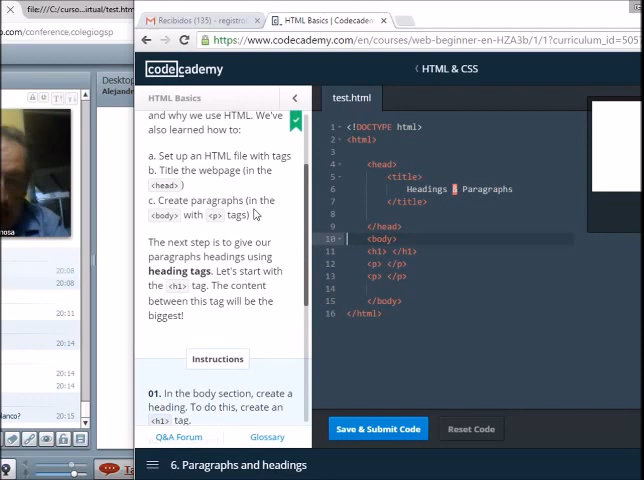 file:///C:/curso...irtual/test.htm
Recibidos (135) - registro
HTML Basics | Codecadem
p.com/conference.colegiogsp
https://www.codecademy.com/en/courses/web-beginner-en-HZA3b/1/1?curriculum_id=505
codecademy
HTML & CSS
Desktop
Alejandr
HTML Basics
test.html
and why we use HTML. We've
also learned how to:
a. Set up an HTML file with tags
b. Title the webpage (in the
<head>)
c. Create paragraphs (in the
<body> with <p> tags)
The next step is to give our
paragraphs headings using
heading tags. Let's start with
the <h1> tag. The content
between this tag will be the
biggest!
Instructions
01. In the body section, create a
heading. To do this, create an
<h1> tag.
Q&A Forum
Glossary
1 <!DOCTYPE html>
2 <html>
3
4 <head>
5 <title>
6 Headings & Paragraphs
7 </title>
8
9 </head>
10 <body>
11 <h1> </h1>
12 <p> </p>
13 <p> </p>
14
15 </body>
16 </html>
Save & Submit Code
Reset Code
6. Paragraphs and headings
mosa
20:08
20:08
20:11
20:14
20:14
20:14
lanco?
20:15
Ta